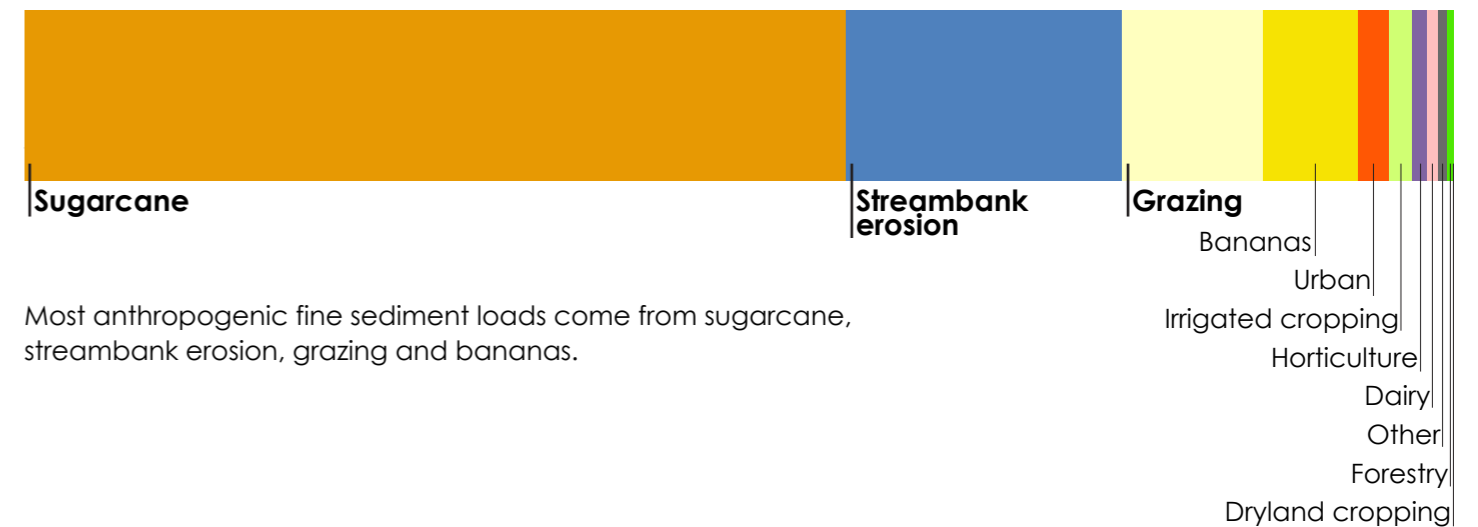 Sugarcane
Streambank
erosion
Grazing
Bananas
Urban
Irrigated cropping
Horticulture
Dairy
Other
Forestry
Dryland cropping
Most anthropogenic fine sediment loads come from sugarcane,
streambank erosion, grazing and bananas.